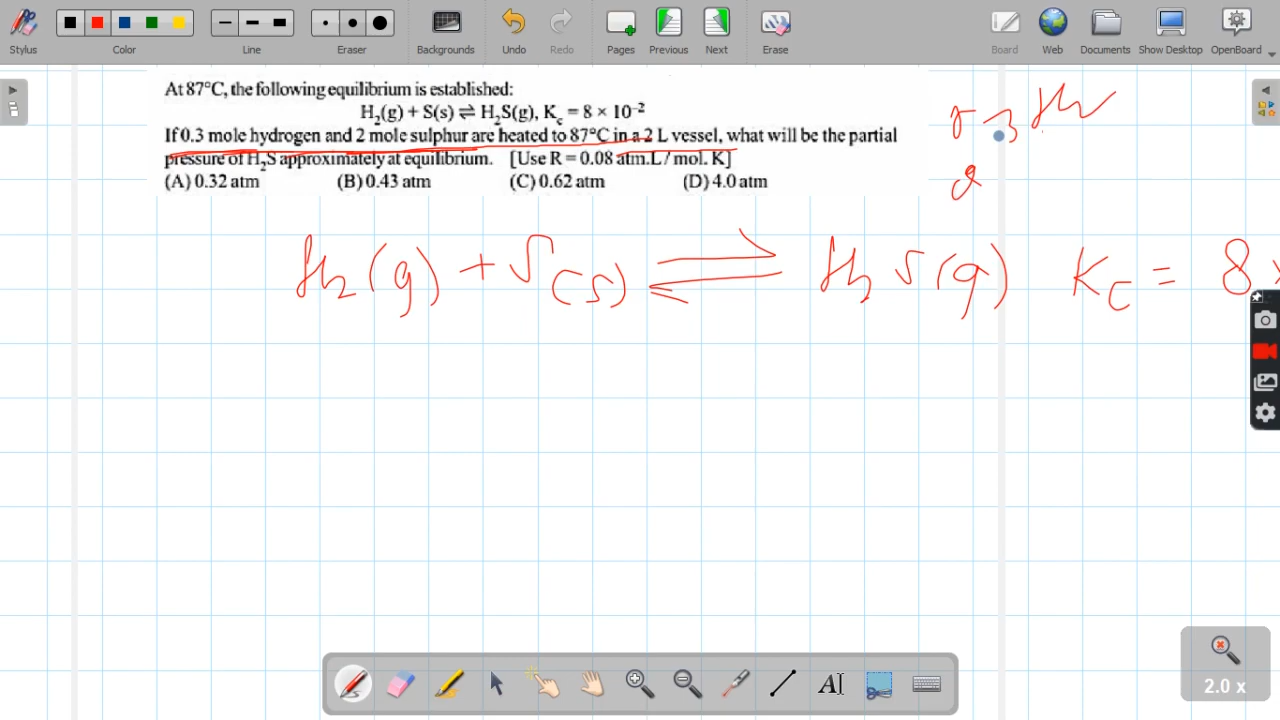 Stylus
Color
Line
Eraser
Backgrounds
Undo
Redo
Pages
Previous
Next
Erase
Board
Web
Documents
Show Desktop
OpenBoard
At 87°C, the following equilibrium is established:
H₂(g) + S(s) ⇌ H₂S(g), K_c = 8 × 10⁻²
If 0.3 mole hydrogen and 2 mole sulphur are heated to 87°C in a 2 L vessel, what will be the partial
pressure of H₂S approximately at equilibrium. [Use R = 0.08 atm.L / mol. K]
(A) 0.32 atm (B) 0.43 atm (C) 0.62 atm (D) 4.0 atm
H₂(g) + S(s) ⇌ H₂S(g) K_C = 8 ×
2.0 x